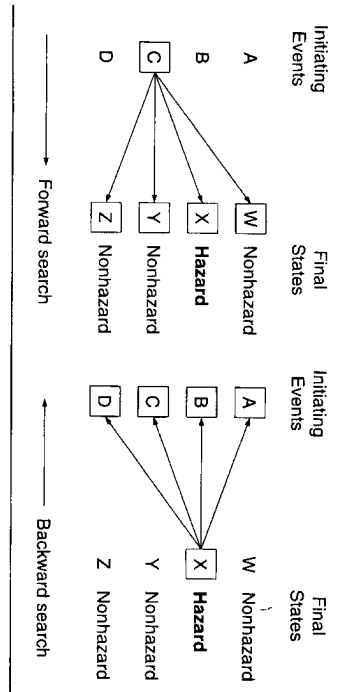 Initiating Events
Final States
A
W Nonhazard
B
X Hazard
C
Y Nonhazard
D
Z Nonhazard
Forward search
Initiating Events
Final States
A
W Nonhazard
B
X Hazard
C
Y Nonhazard
D
Z Nonhazard
Backward search